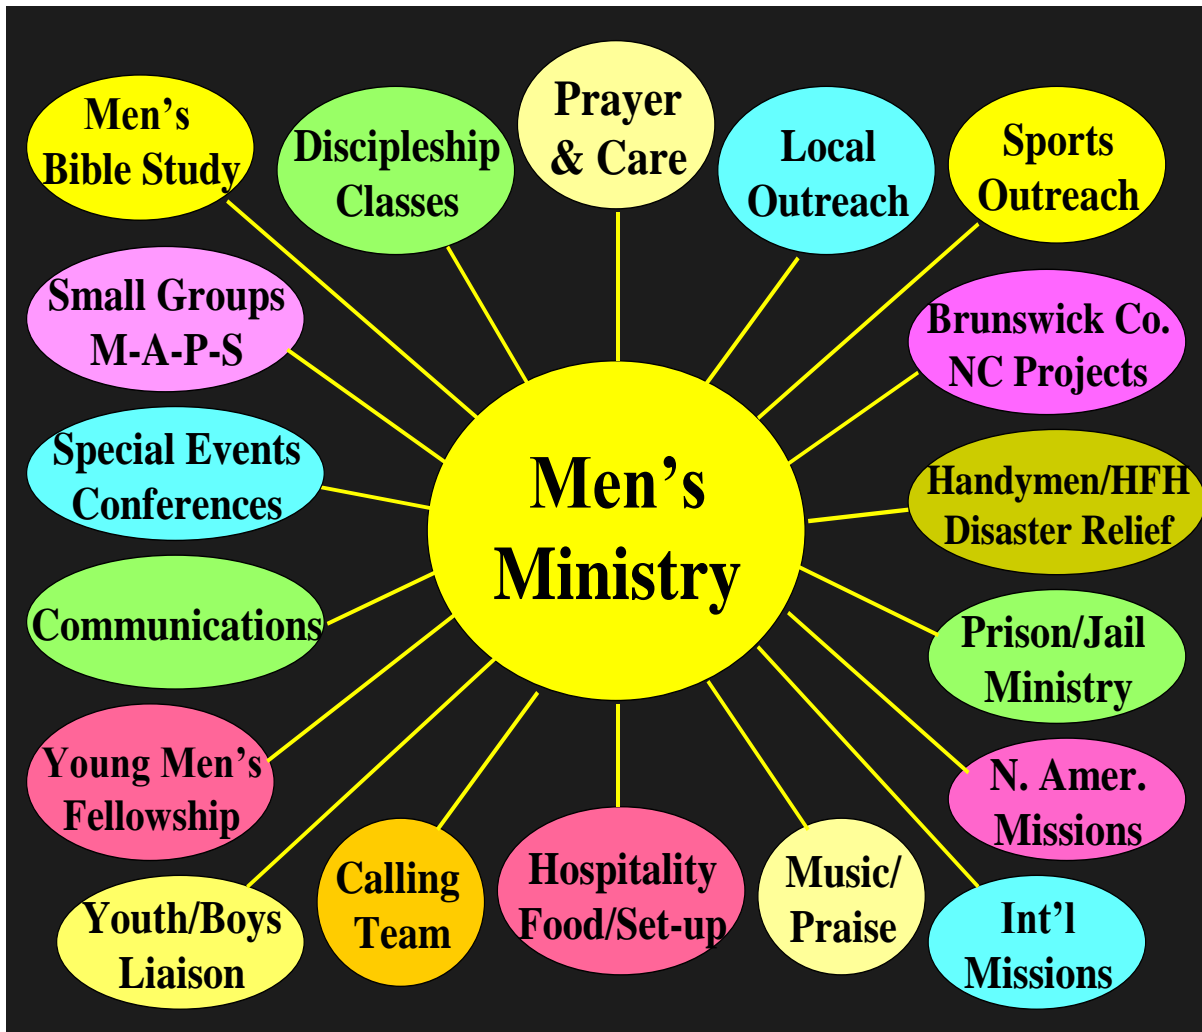 Men’s
Bible Study
Discipleship
Classes
Prayer
& Care
Local
Outreach
Sports
Outreach
Small Groups
M-A-P-S
Brunswick Co.
NC Projects
Special Events
Conferences
Men’s
Ministry
Handymen/HFH
Disaster Relief
Communications
Prison/Jail
Ministry
Young Men’s
Fellowship
N. Amer.
Missions
Youth/Boys
Liaison
Calling
Team
Hospitality
Food/Set-up
Music/
Praise
Int’l
Missions